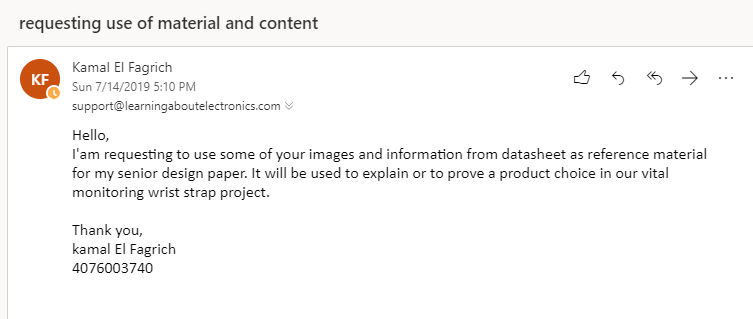 requesting use of material and content
Kamal El Fagrich
KF
Sun 7/14/2019 5:10 PM
support@learningaboutelectronics.com
Hello,
I'am requesting to use some of your images and information from datasheet as reference material
for my senior design paper. It will be used to explain or to prove a product choice in our vital
monitoring wrist strap project.
Thank you,
kamal El Fagrich
4076003740